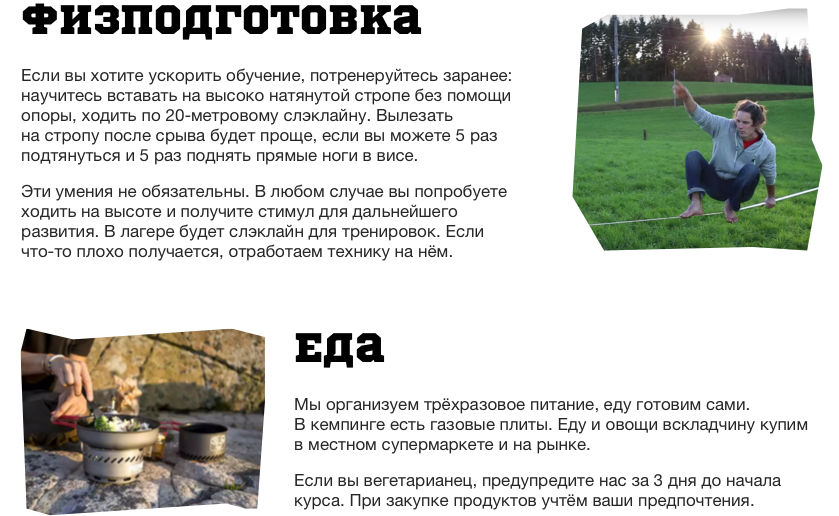 Физподготовка
Если вы хотите ускорить обучение, потренеруйтесь заранее:
научитесь вставать на высоко натянутой стропе без помощи
опоры, ходить по 20-метровому слэклайну. Вылезать
на стропу после срыва будет проще, если вы можете 5 раз
подтянуться и 5 раз поднять прямые ноги в висе.
Эти умения не обязательны. В любом случае вы попробуете
ходить на высоте и получите стимул для дальнейшего
развития. В лагере будет слэклайн для тренировок. Если
что-то плохо получается, отработаем технику на нём.
Еда
Мы организуем трёхразовое питание, еду готовим сами.
В кемпинге есть газовые плиты. Еду и овощи вскладчину купим
в местном супермаркете и на рынке.
Если вы вегетарианец, предупредите нас за 3 дня до начала
курса. При закупке продуктов учтём ваши предпочтения.